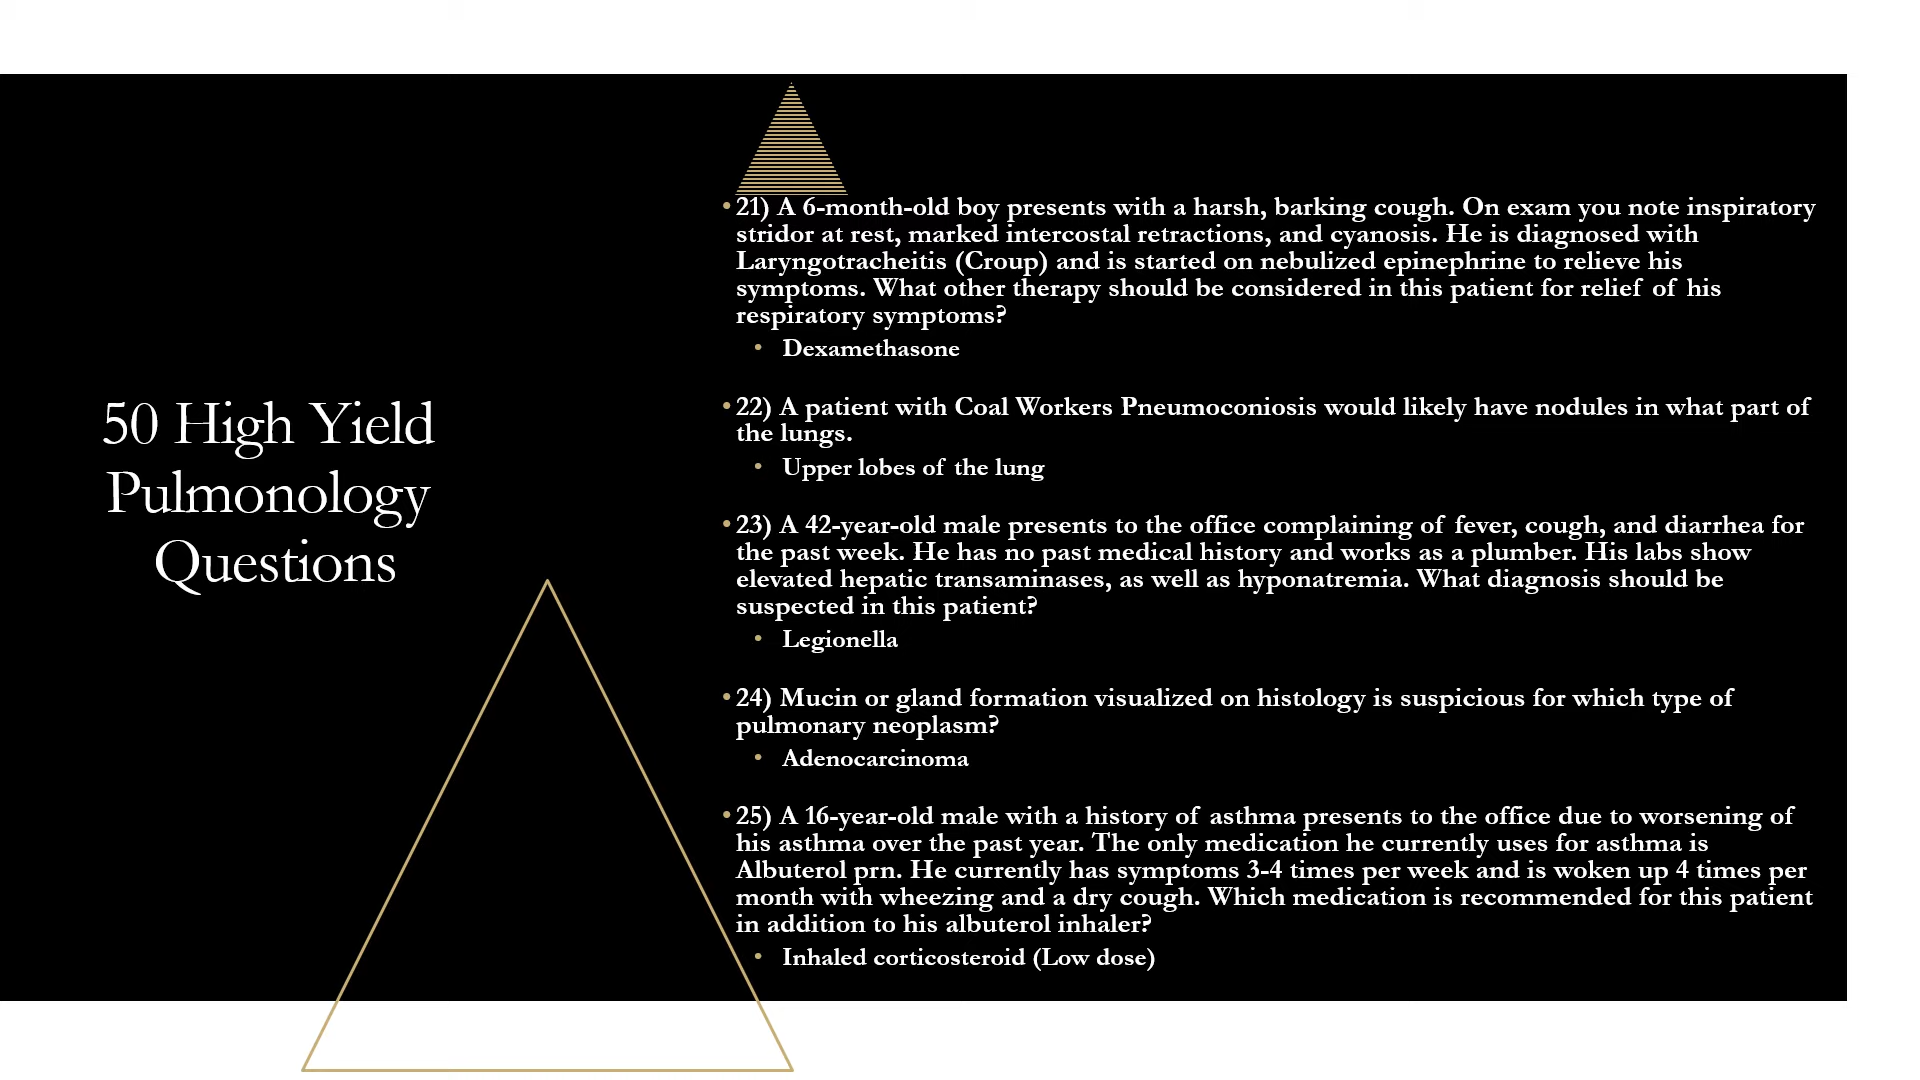 50 High Yield
Pulmonology
Questions
• 21) A 6-month-old boy presents with a harsh, barking cough. On exam you note inspiratory
stridor at rest, marked intercostal retractions, and cyanosis. He is diagnosed with
Laryngotracheitis (Croup) and is started on nebulized epinephrine to relieve his
symptoms. What other therapy should be considered in this patient for relief of his
respiratory symptoms?
• Dexamethasone
• 22) A patient with Coal Workers Pneumoconiosis would likely have nodules in what part of
the lungs.
• Upper lobes of the lung
• 23) A 42-year-old male presents to the office complaining of fever, cough, and diarrhea for
the past week. He has no past medical history and works as a plumber. His labs show
elevated hepatic transaminases, as well as hyponatremia. What diagnosis should be
suspected in this patient?
• Legionella
• 24) Mucin or gland formation visualized on histology is suspicious for which type of
pulmonary neoplasm?
• Adenocarcinoma
• 25) A 16-year-old male with a history of asthma presents to the office due to worsening of
his asthma over the past year. The only medication he currently uses for asthma is
Albuterol prn. He currently has symptoms 3-4 times per week and is woken up 4 times per
month with wheezing and a dry cough. Which medication is recommended for this patient
in addition to his albuterol inhaler?
• Inhaled corticosteroid (Low dose)